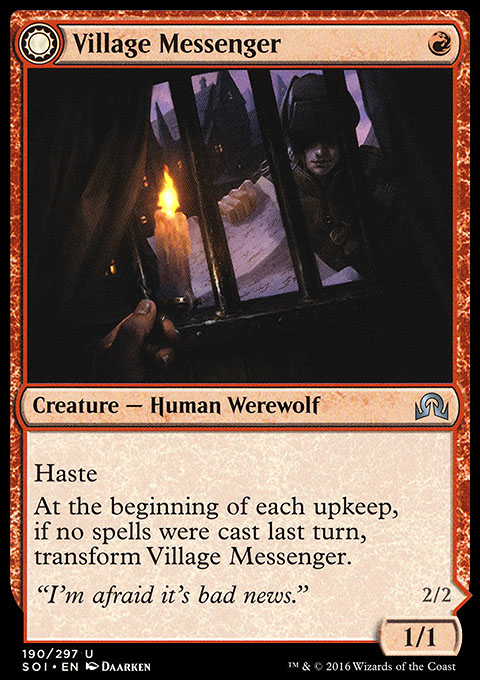 Village Messenger
Creature — Human Werewolf
Haste
At the beginning of each upkeep,
if no spells were cast last turn,
transform Village Messenger.
“I'm afraid it's bad news.”
2/2
1/1
190/297 U
SOI • EN Daarken
™ & © 2016 Wizards of the Coast